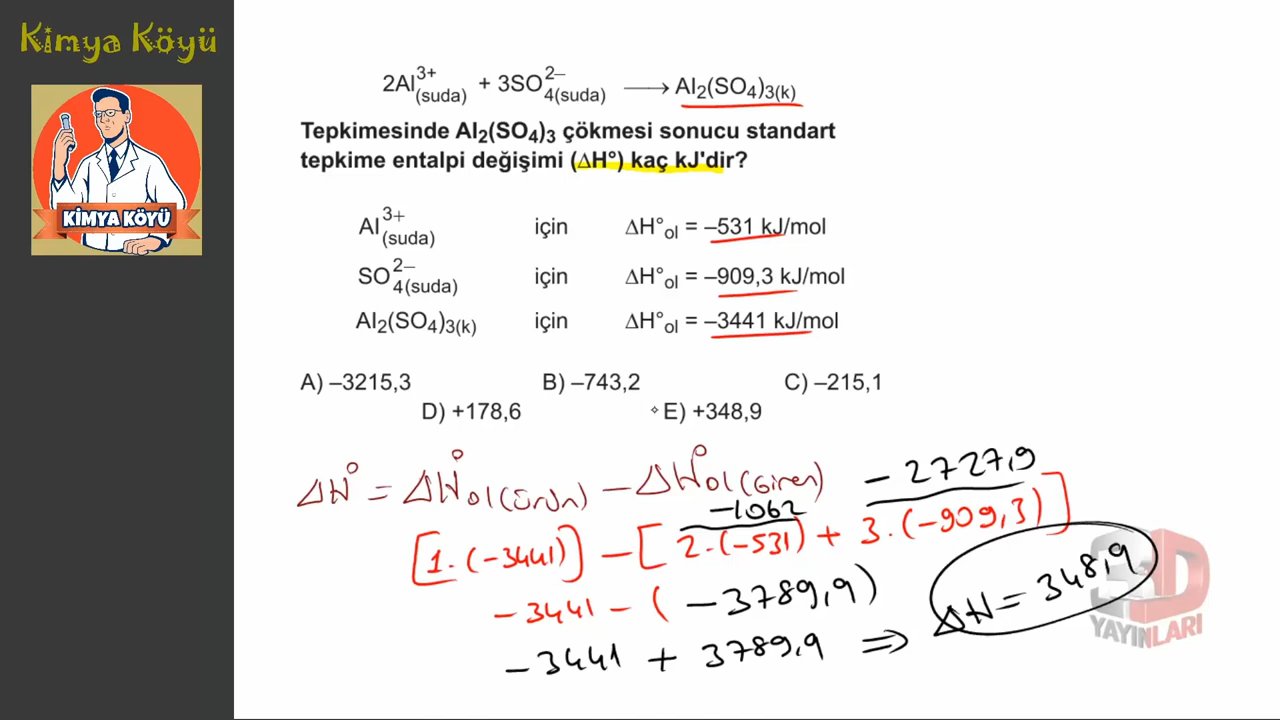 Kimya Köyü
KİMYA KÖYÜ
2Al³⁺(suda) + 3SO₄²⁻(suda) ⟶ Al₂(SO₄)₃(k)
Tepkimesinde Al₂(SO₄)₃ çökmesi sonucu standart
tepkime entalpi değişimi (ΔH°) kaç kJ'dir?
Al³⁺(suda) için ΔH°ol = –531 kJ/mol
SO₄²⁻(suda) için ΔH°ol = –909,3 kJ/mol
Al₂(SO₄)₃(k) için ΔH°ol = –3441 kJ/mol
A) –3215,3 B) –743,2 C) –215,1
D) +178,6 E) +348,9
ΔH° = ΔH°ol(Ürün) – ΔH°ol(Giren)
–1062 –2727,9
[1.(–3441)] – [2.(–531) + 3.(–909,3)]
–3441 – (–3789,9)
–3441 + 3789,9 ⇒ ΔH = 348,9
3D
YAYINLARI